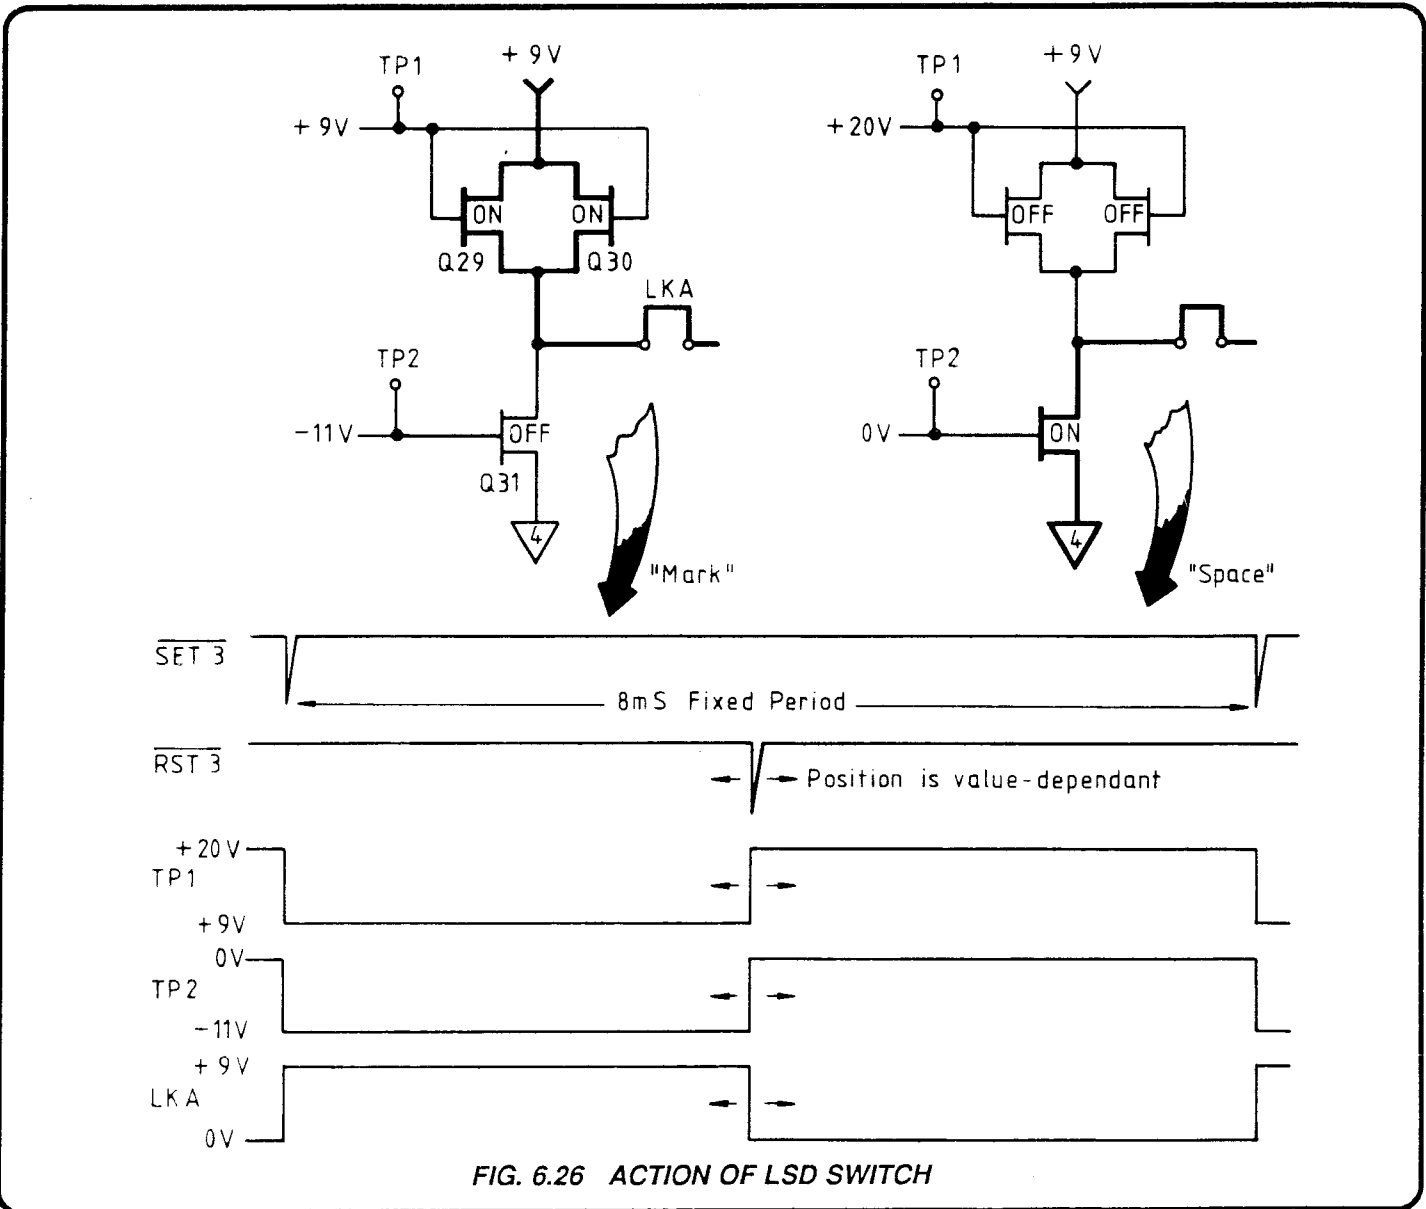 TP1
+9V
+9V
ON
ON
Q29
Q30
LKA
TP2
-11V
OFF
Q31
4
"Mark"
TP1
+9V
+20V
OFF
OFF
TP2
0V
ON
4
"Space"
SET 3
8mS Fixed Period
RST 3
Position is value-dependant
+20V
TP1
+9V
0V
TP2
-11V
+9V
LKA
0V
FIG. 6.26 ACTION OF LSD SWITCH